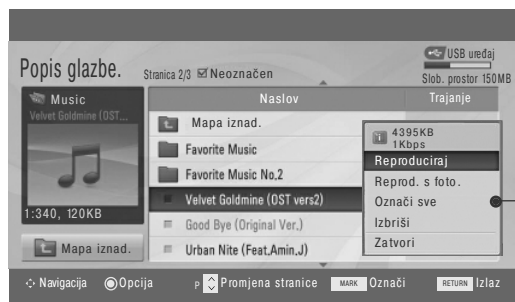 USB uređaj
Popis glazbe.
Stranica 2/3 Neoznačen
Slob. prostor 150MB
Music
Velvet Goldmine (OST...
1:340, 120KB
Mapa iznad.
Naslov
Trajanje
Mapa iznad.
Favorite Music
Favorite Music No.2
Velvet Goldmine (OST vers2)
Good Bye (Original Ver.)
Urban Nite (Feat.Amin.J)
4395KB
1Kbps
Reproduciraj
Reprod. s foto.
Označi sve
Izbriši
Zatvori
Navigacija Opcija P Promjena stranice MARK Označi RETURN Izlaz